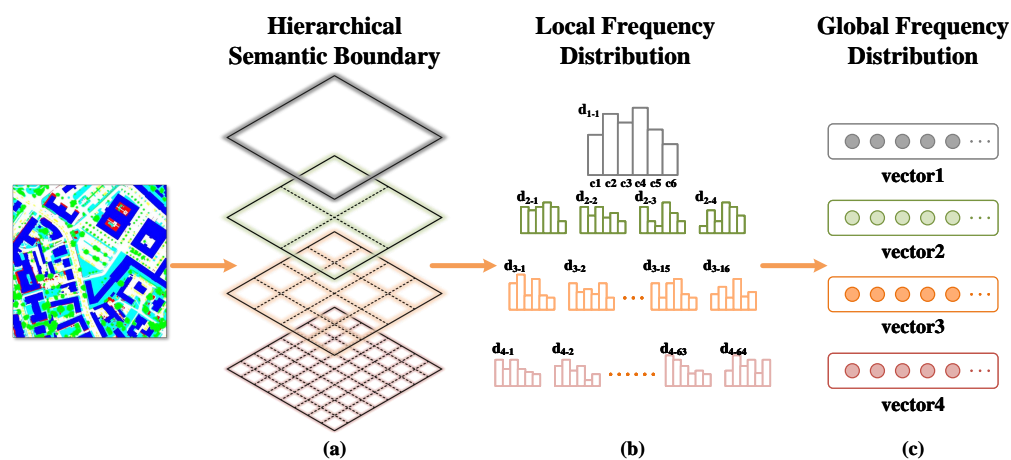 Hierarchical
Semantic Boundary
Local Frequency
Distribution
Global Frequency
Distribution
d1-1
c1 c2 c3 c4 c5 c6
d2-1 d2-2 d2-3 d2-4
d3-1 d3-2 ··· d3-15 d3-16
d4-1 d4-2 ······ d4-63 d4-64
···
vector1
···
vector2
···
vector3
···
vector4
(a) (b) (c)